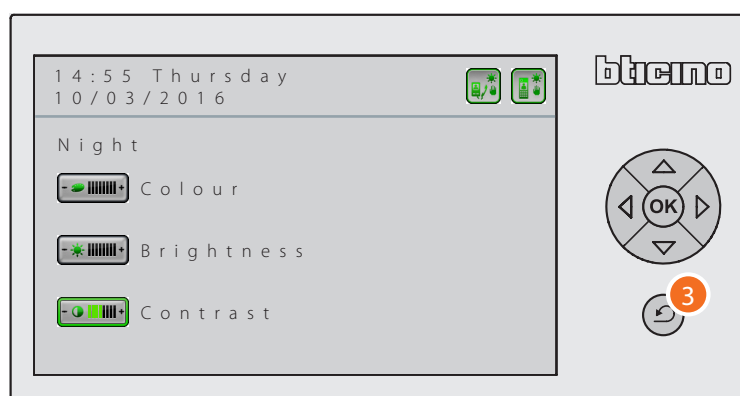 14:55 Thursday
10/03/2016
bticino
Night
- + Colour
- + Brightness
- + Contrast
OK
3